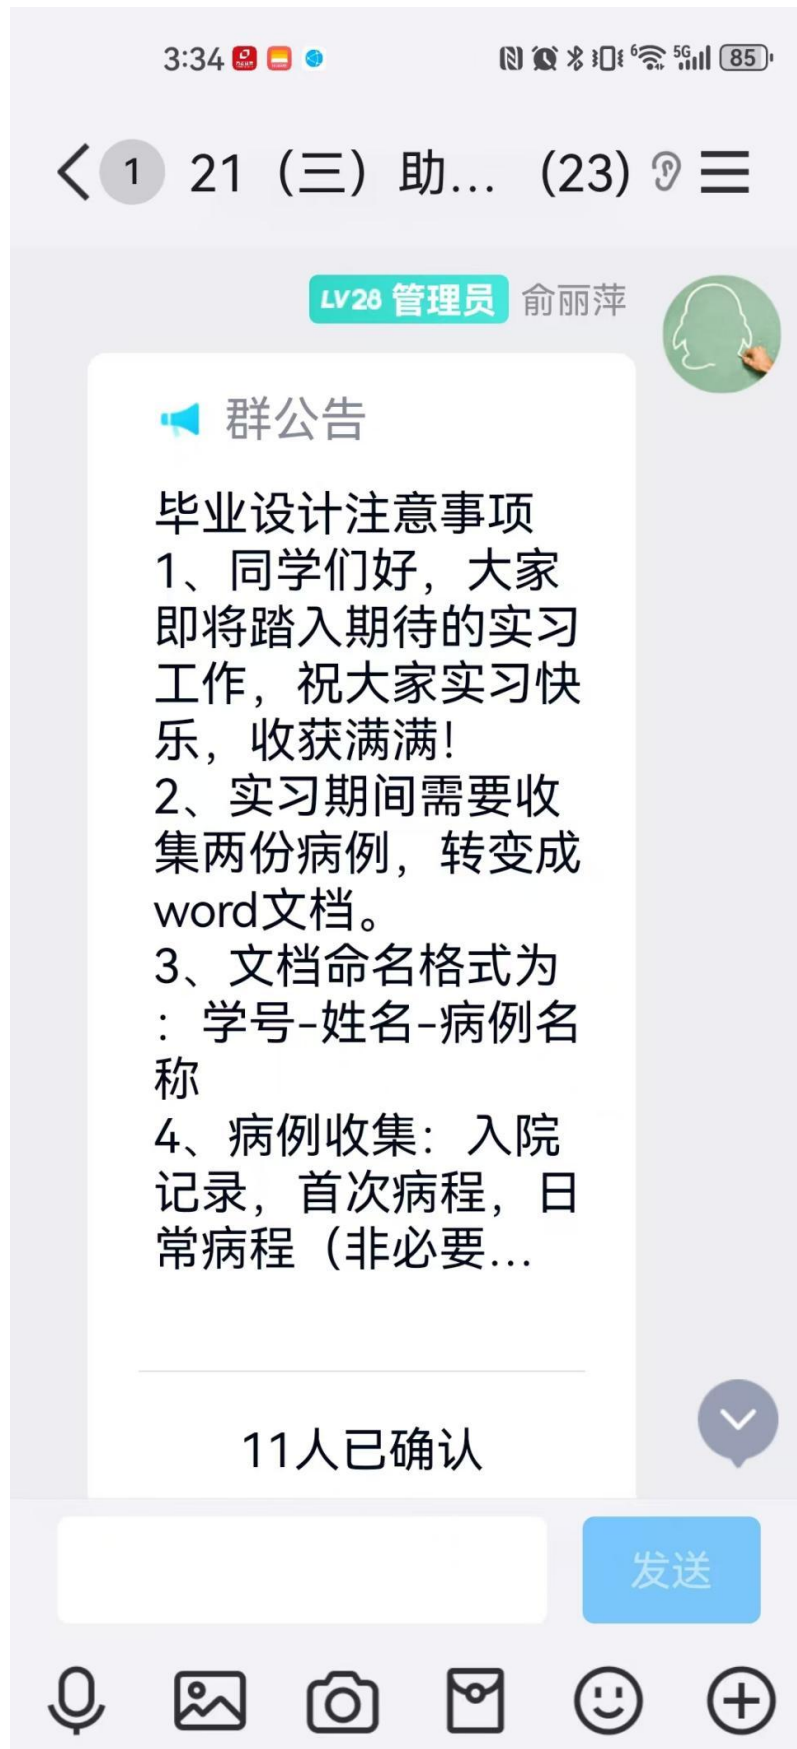 3:34
6
5G
85
1 21（三）助... (23)
LV28 管理员 俞丽萍
群公告
毕业设计注意事项
1、同学们好，大家
即将踏入期待的实习
工作，祝大家实习快
乐，收获满满！
2、实习期间需要收
集两份病例，转变成
word文档。
3、文档命名格式为
：学号-姓名-病例名
称
4、病例收集：入院
记录，首次病程，日
常病程（非必要...
11人已确认
发送